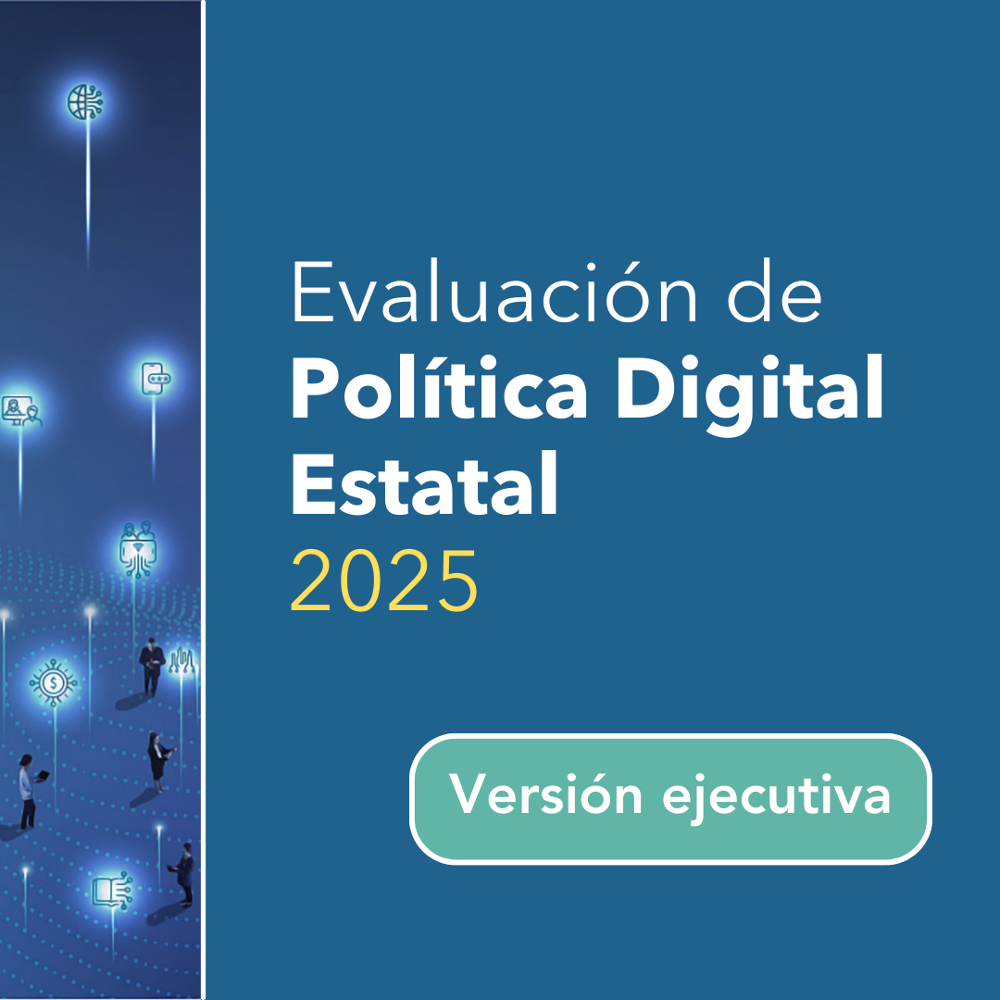 Evaluación de
Política Digital
Estatal
2025
Versión ejecutiva